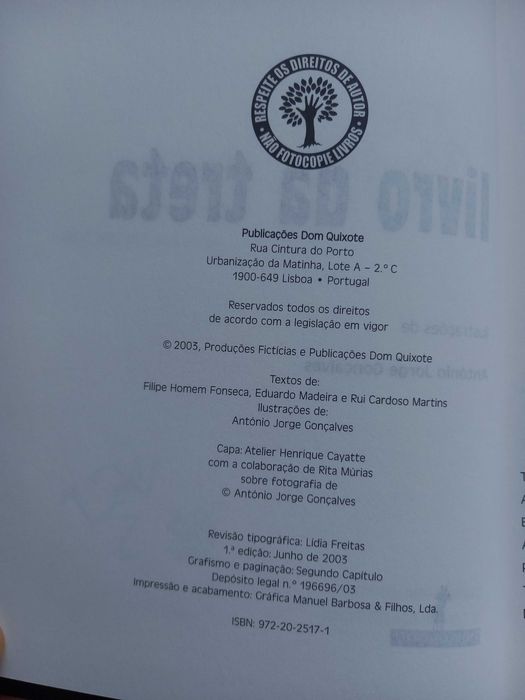 RESPEITE OS DIREITOS DE AUTOR
• NÃO FOTOCOPIE LIVROS •
livro da treta
Publicações Dom Quixote
Rua Cintura do Porto
Urbanização da Matinha, Lote A – 2.º C
1900-649 Lisboa • Portugal
Reservados todos os direitos
de acordo com a legislação em vigor
© 2003, Produções Fictícias e Publicações Dom Quixote
Textos de:
Filipe Homem Fonseca, Eduardo Madeira e Rui Cardoso Martins
Ilustrações de:
António Jorge Gonçalves
Capa: Atelier Henrique Cayatte
com a colaboração de Rita Múrias
sobre fotografia de
© António Jorge Gonçalves
Revisão tipográfica: Lídia Freitas
1.ª edição: Junho de 2003
Grafismo e paginação: Segundo Capítulo
Depósito legal n.º 196696/03
Impressão e acabamento: Gráfica Manuel Barbosa & Filhos, Lda.
ISBN: 972-20-2517-1